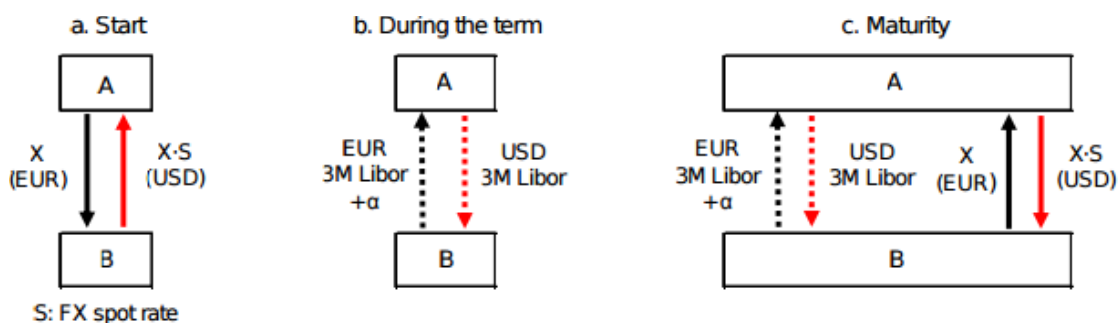 a. Start
A
X
(EUR)
X·S
(USD)
B
S: FX spot rate
b. During the term
A
EUR
3M Libor
+α
USD
3M Libor
B
c. Maturity
A
EUR
3M Libor
+α
USD
3M Libor
X
(EUR)
X·S
(USD)
B